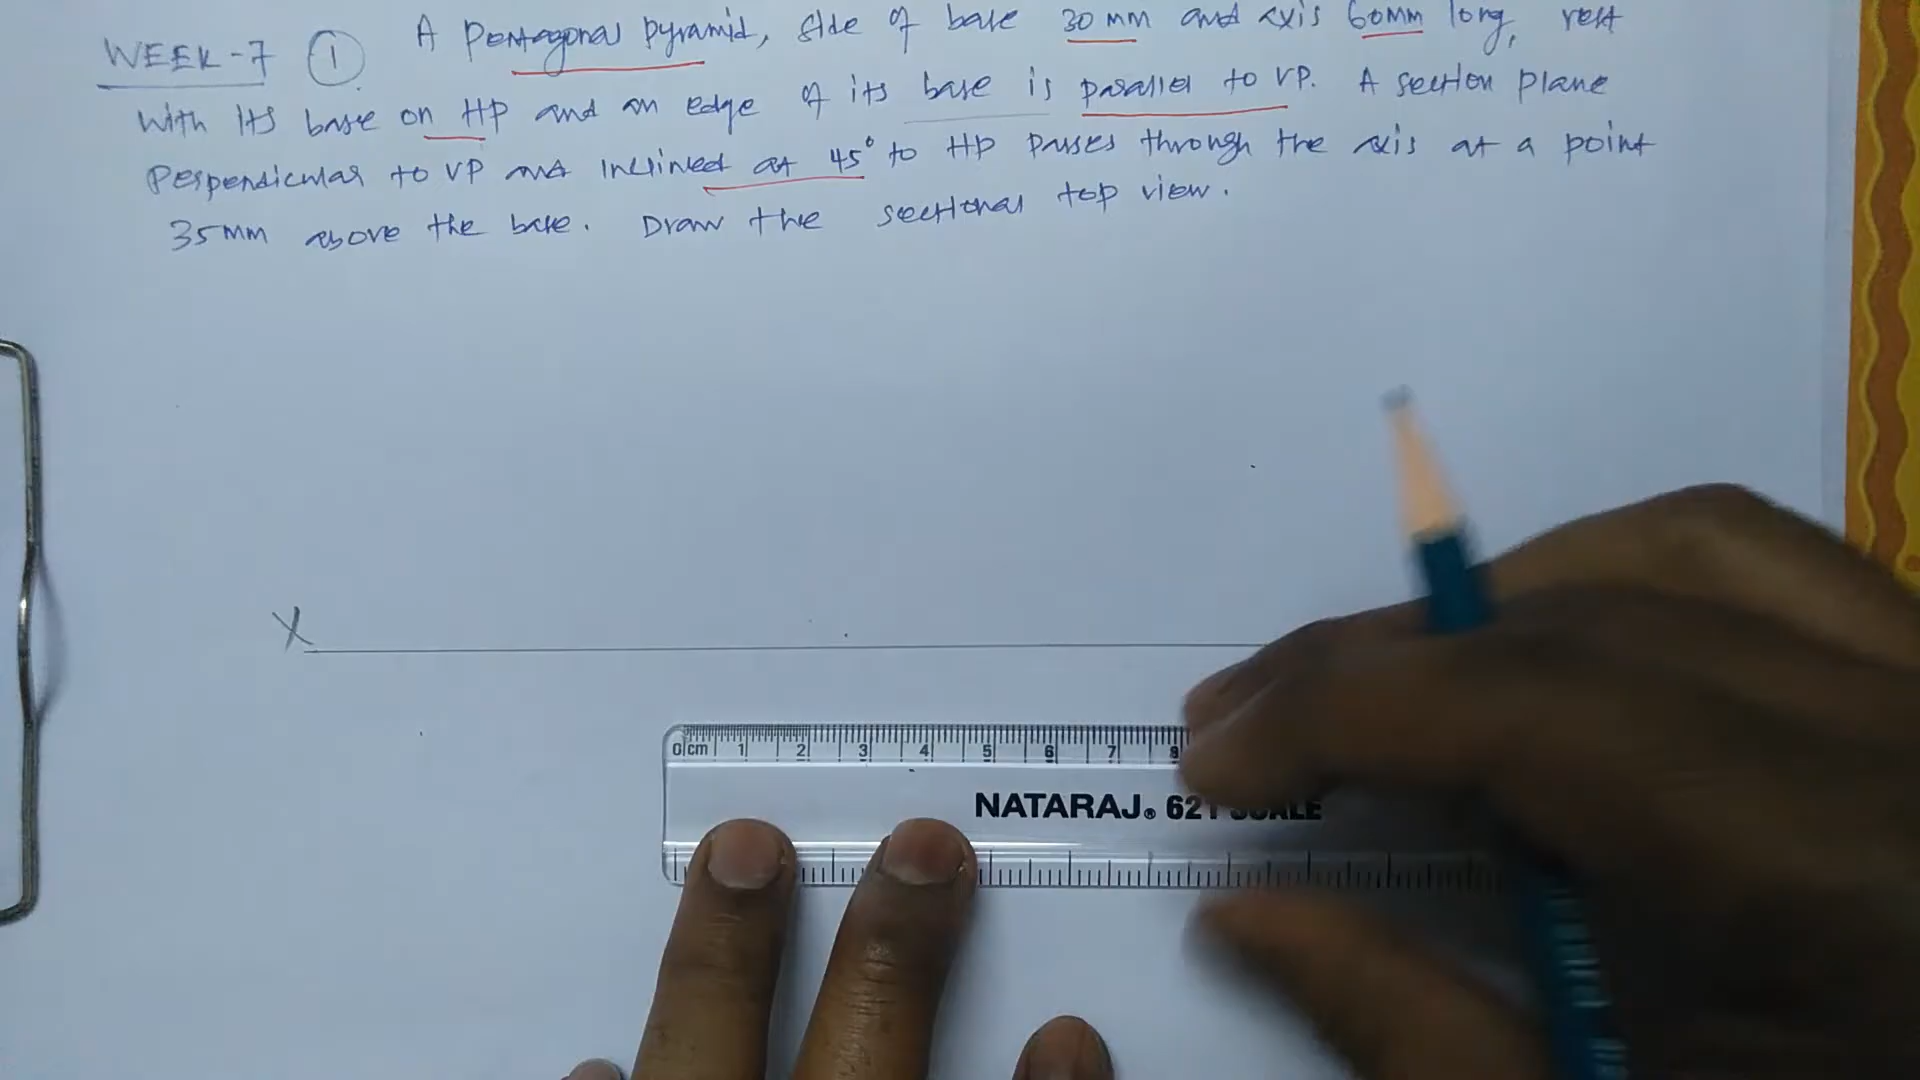 WEEK-7 ① A Pentagonal pyramid, side of base 30 mm and axis 60mm long, rest
with its base on HP and an edge of its base is parallel to VP. A section plane
perpendicular to VP and inclined at 45° to HP passes through the axis at a point
35mm above the base. Draw the sectional top view.
X
0 cm 1 2 3 4 5 6 7 8
NATARAJ® 621 SCALE